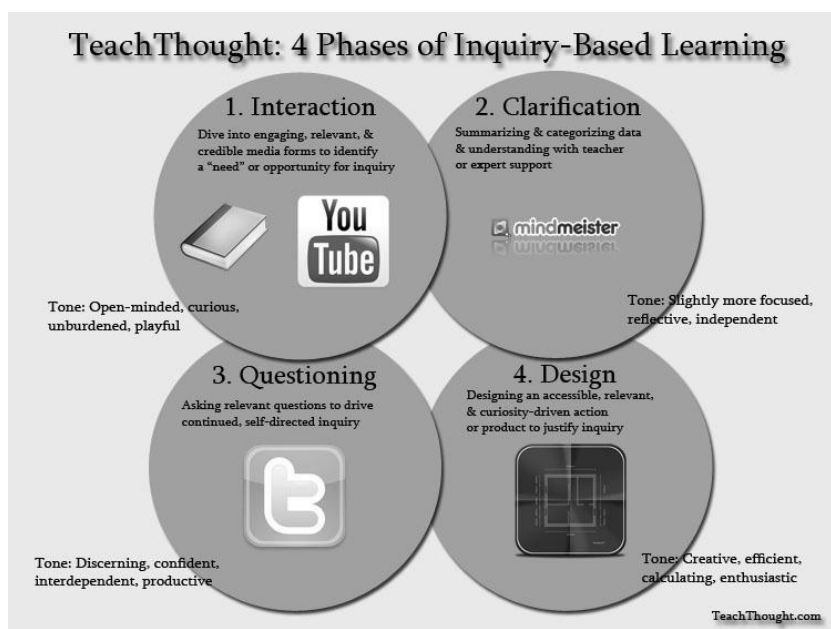 TeachThought: 4 Phases of Inquiry-Based Learning
1. Interaction
Dive into engaging, relevant, &
credible media forms to identify
a "need" or opportunity for inquiry
You
Tube
Tone: Open-minded, curious,
unburdened, playful
2. Clarification
Summarizing & categorizing data
& understanding with teacher
or expert support
mindmeister
Tone: Slightly more focused,
reflective, independent
3. Questioning
Asking relevant questions to drive
continued, self-directed inquiry
t
Tone: Discerning, confident,
interdependent, productive
4. Design
Designing an accessible, relevant,
& curiosity-driven action
or product to justify inquiry
Tone: Creative, efficient,
calculating, enthusiastic
TeachThought.com